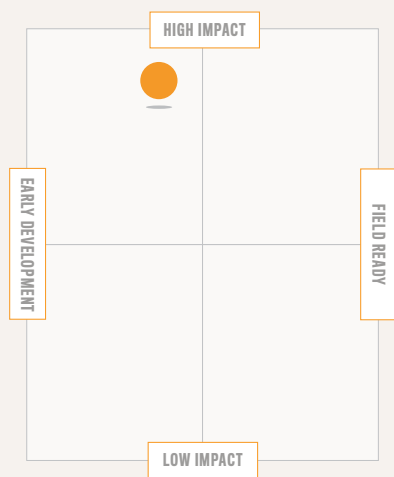 HIGH IMPACT
EARLY DEVELOPMENT
FIELD READY
LOW IMPACT